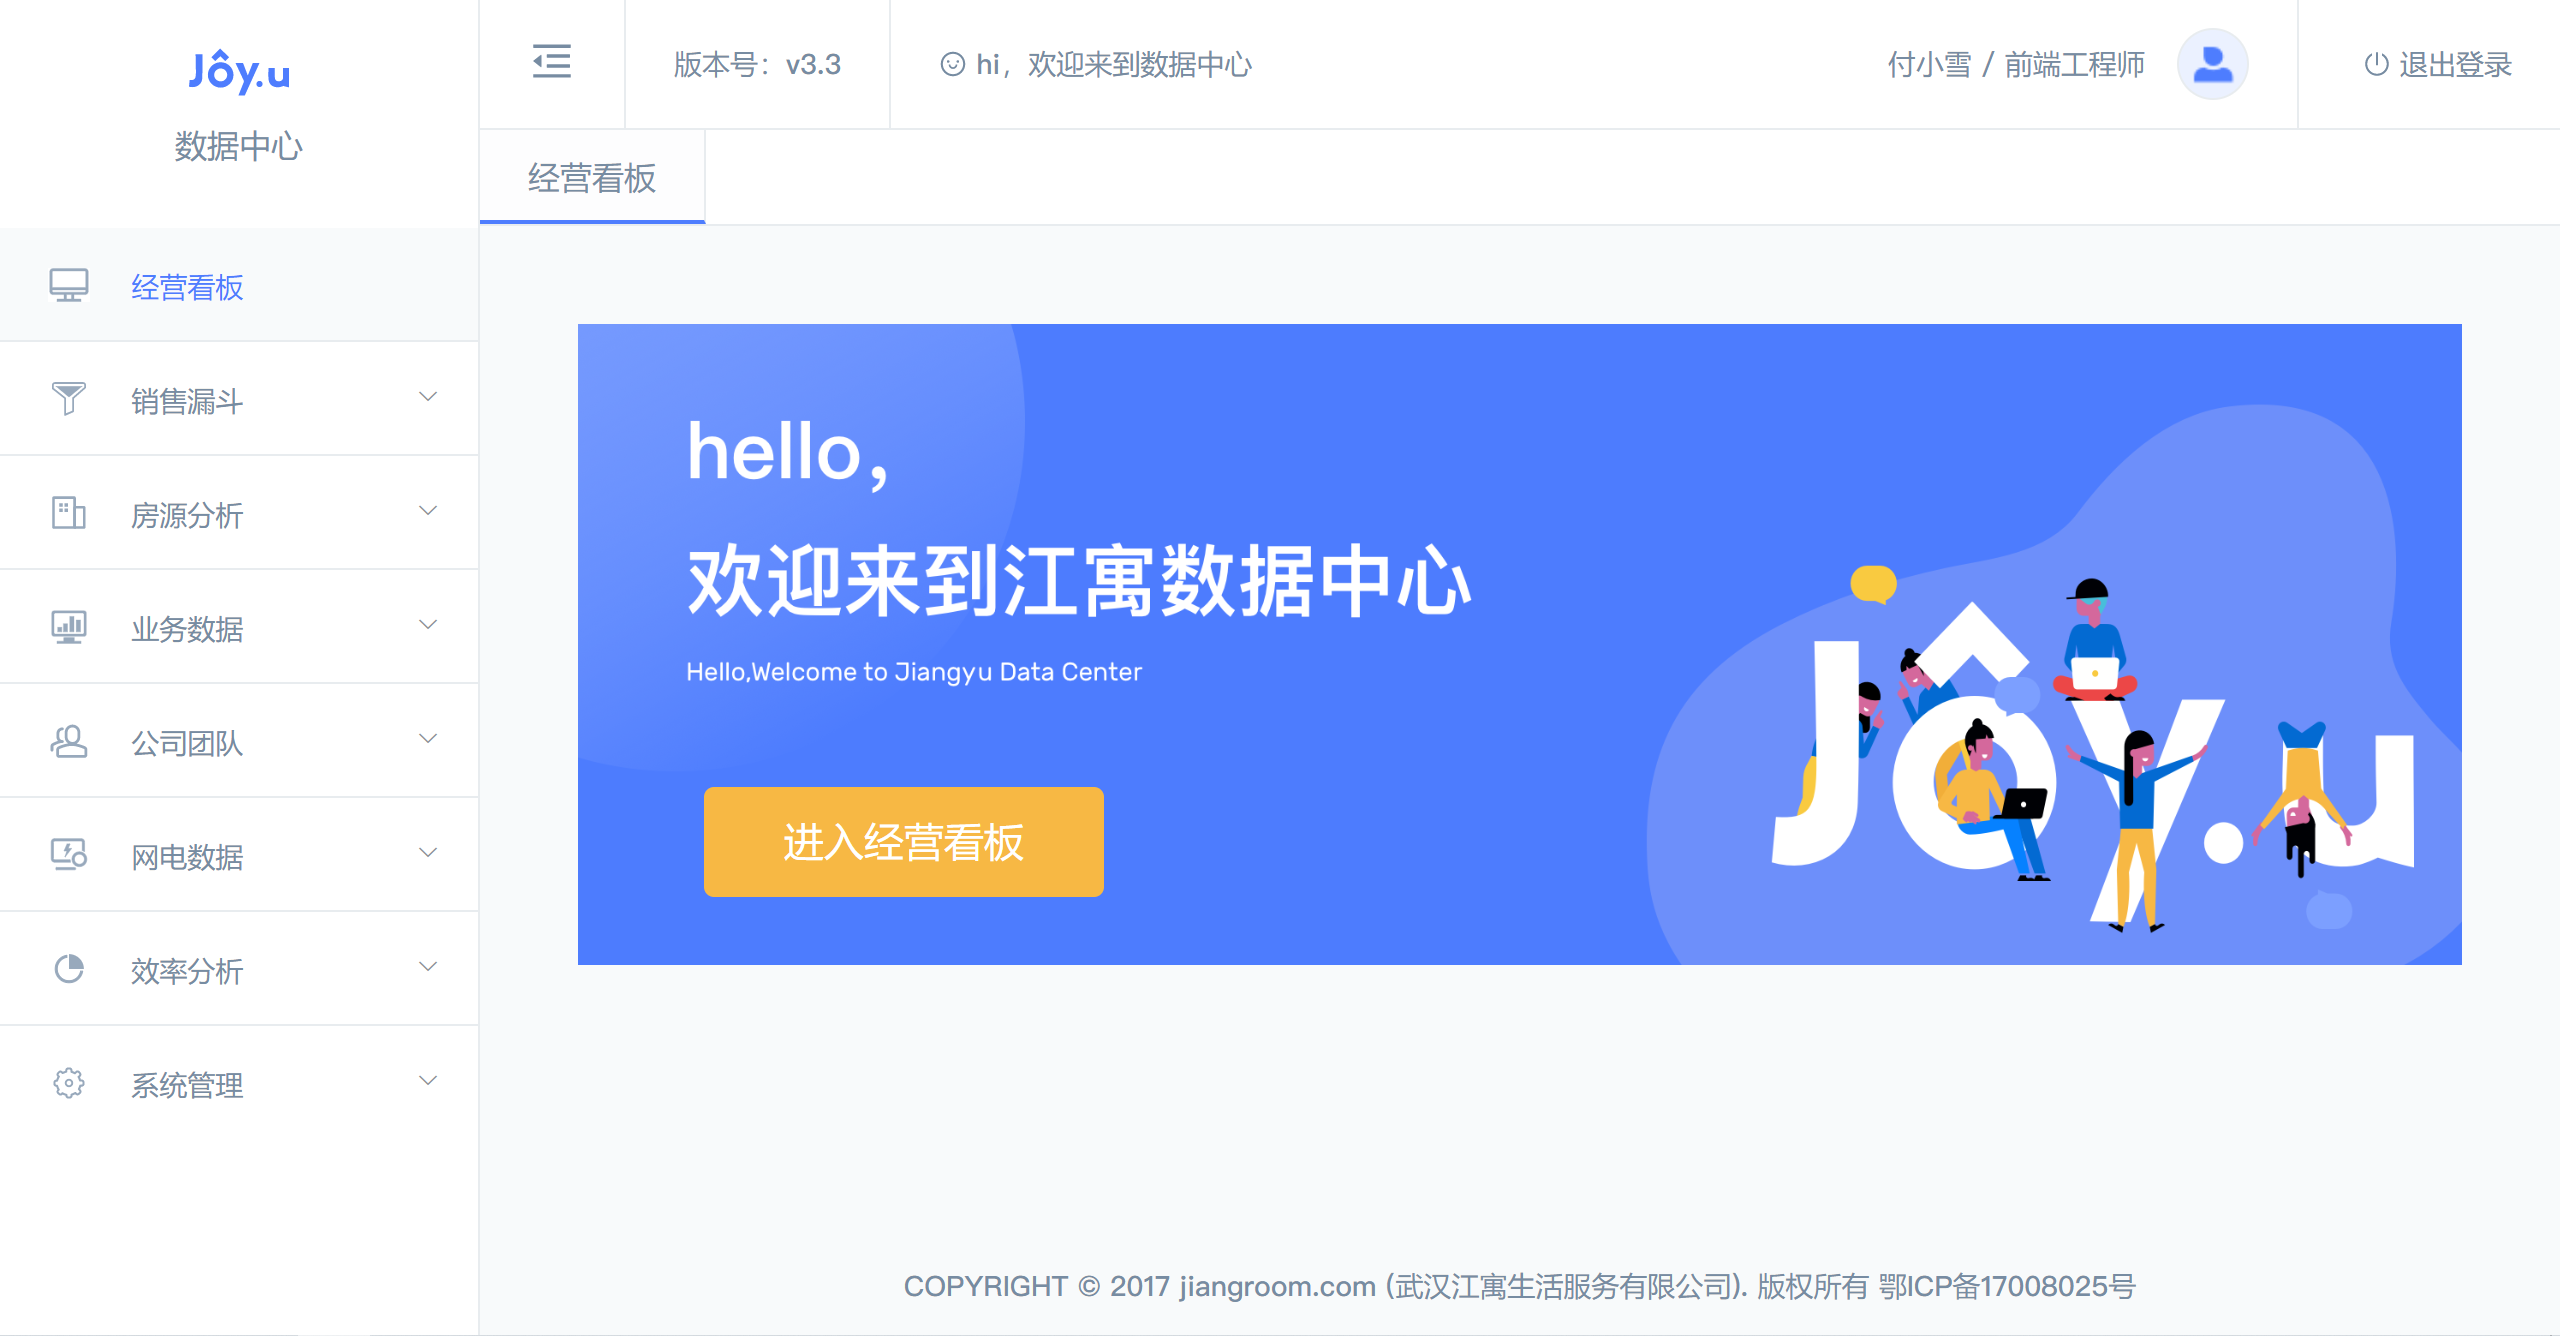 Jôy.u
数据中心
经营看板
销售漏斗
房源分析
业务数据
公司团队
网电数据
效率分析
系统管理
版本号：v3.3
hi，欢迎来到数据中心
付小雪 / 前端工程师
退出登录
经营看板
hello，
欢迎来到江寓数据中心
Hello,Welcome to Jiangyu Data Center
进入经营看板
Jôy.u
COPYRIGHT © 2017 jiangroom.com (武汉江寓生活服务有限公司). 版权所有 鄂ICP备17008025号